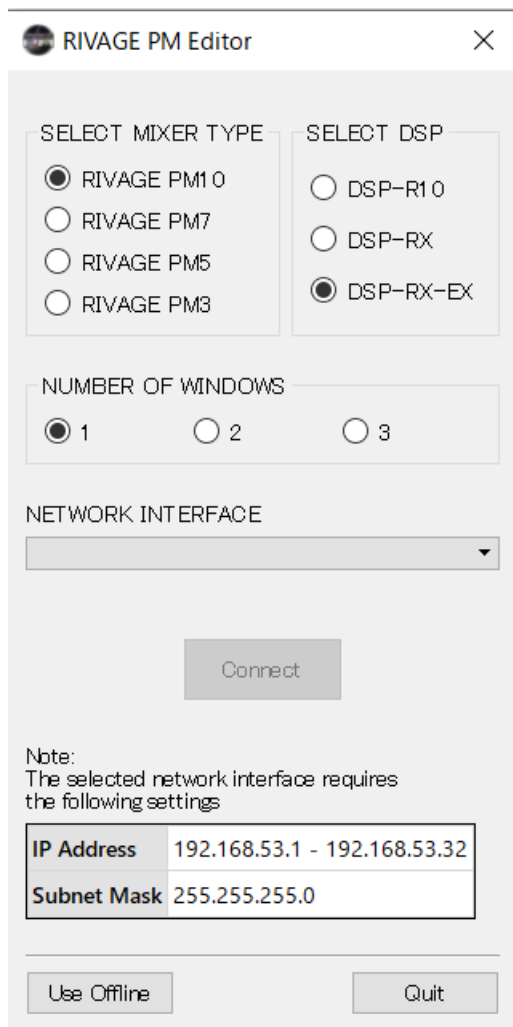 RIVAGE PM Editor
SELECT MIXER TYPE
RIVAGE PM10
RIVAGE PM7
RIVAGE PM5
RIVAGE PM3
SELECT DSP
DSP-R10
DSP-RX
DSP-RX-EX
NUMBER OF WINDOWS
1 2 3
NETWORK INTERFACE
Connect
Note:
The selected network interface requires
the following settings
IP Address 192.168.53.1 - 192.168.53.32
Subnet Mask 255.255.255.0
Use Offline Quit